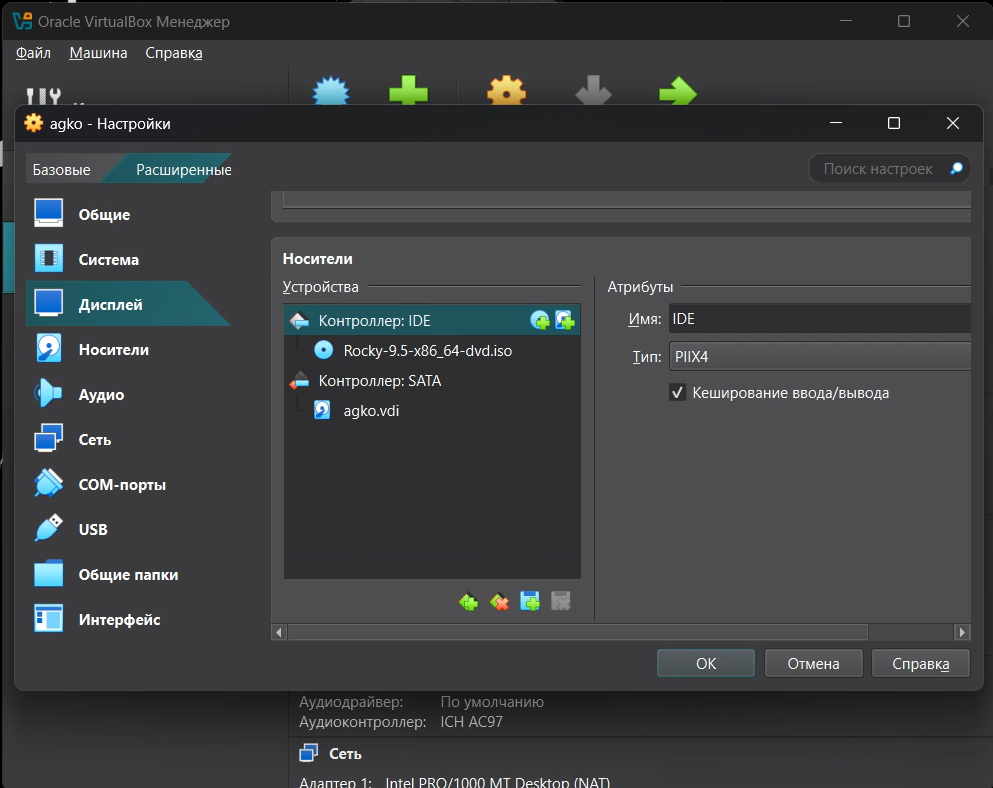 Oracle VirtualBox Менеджер
Файл Машина Справка
agko - Настройки
Базовые Расширенные Поиск настроек
Общие
Система
Дисплей
Носители
Аудио
Сеть
COM-порты
USB
Общие папки
Интерфейс
Носители
Устройства
Контроллер: IDE
Rocky-9.5-x86_64-dvd.iso
Контроллер: SATA
agko.vdi
Атрибуты
Имя: IDE
Тип: PIIX4
Кеширование ввода/вывода
OK Отмена Справка
Аудиодрайвер: По умолчанию
Аудиоконтроллер: ICH AC97
Сеть
Адаптер 1: Intel PRO/1000 MT Desktop (NAT)